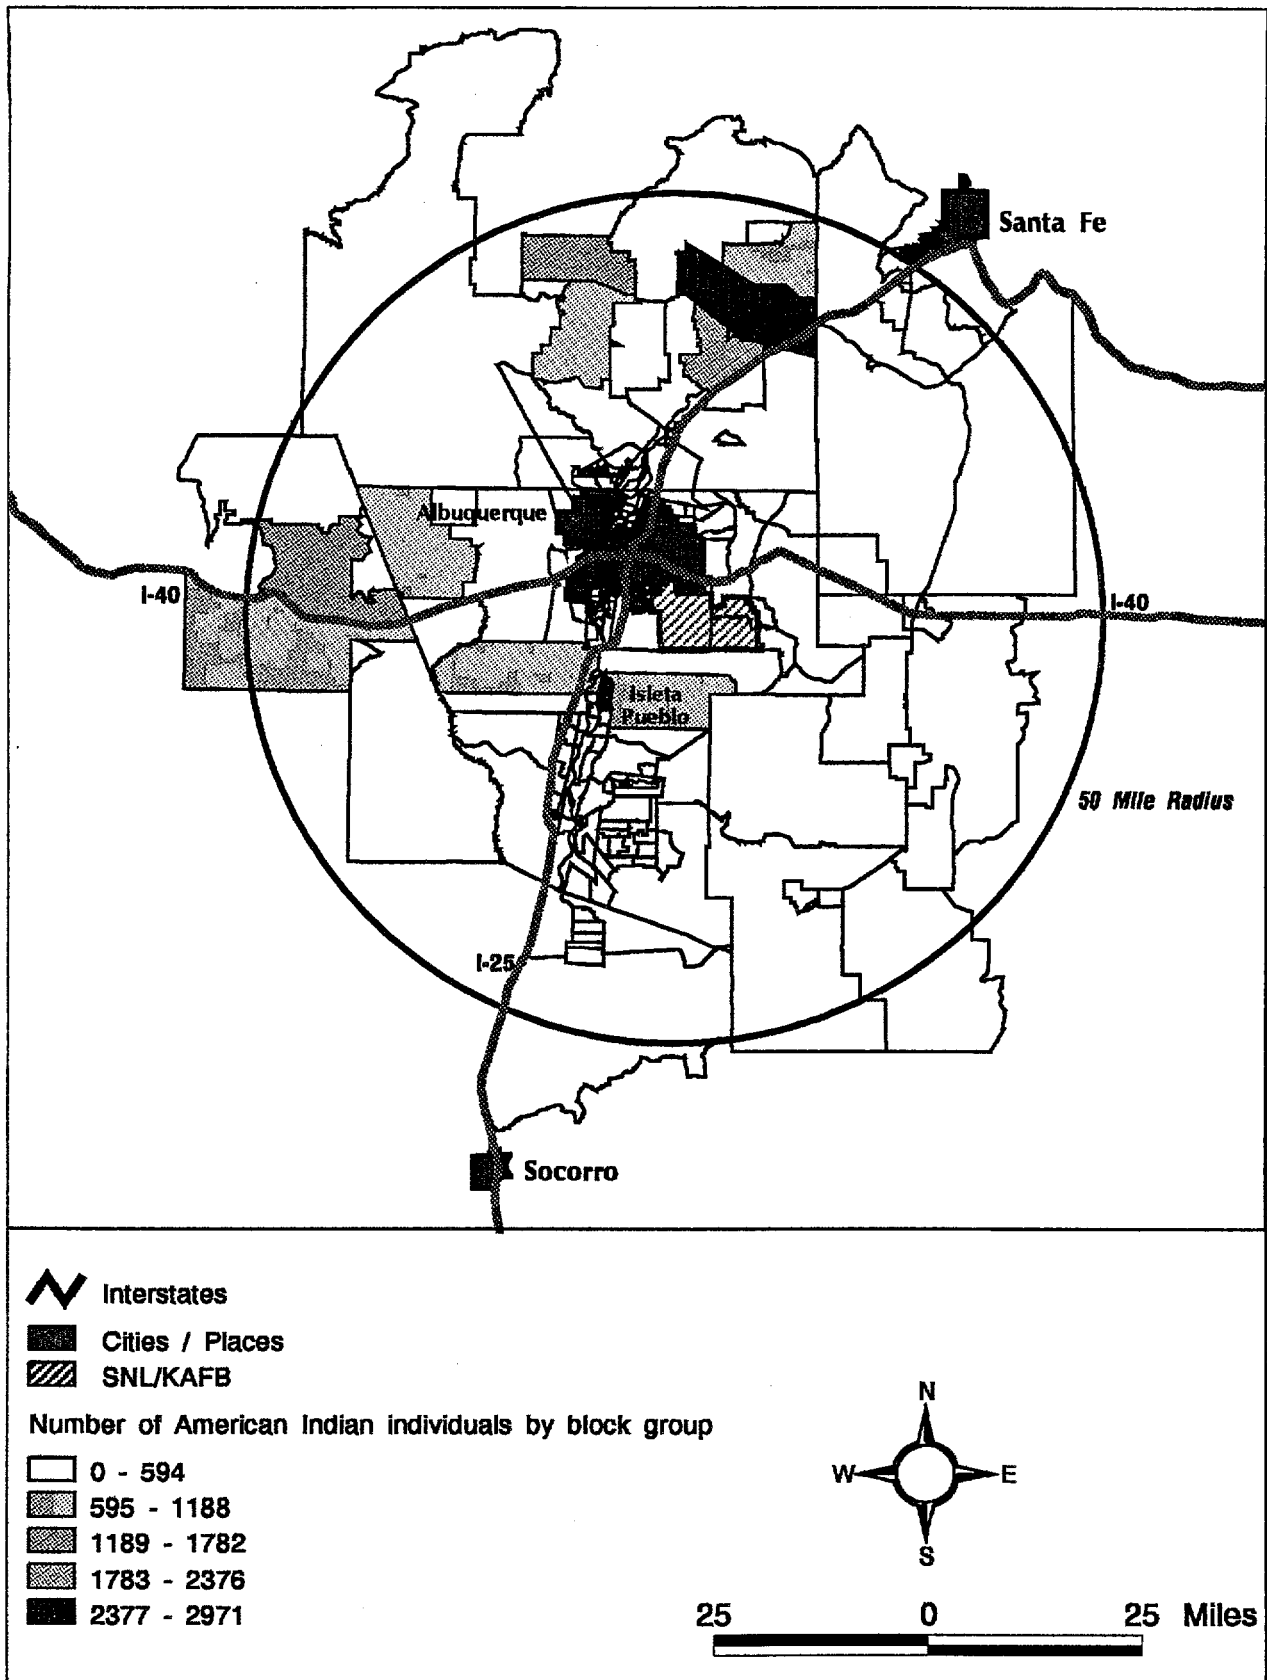 Santa Fe
Albuquerque
I-40
I-40
Isleta
Pueblo
50 Mile Radius
I-25
Socorro
Interstates
Cities / Places
SNL/KAFB
Number of American Indian individuals by block group
0 - 594
595 - 1188
1189 - 1782
1783 - 2376
2377 - 2971
N
W E
S
25 0 25 Miles